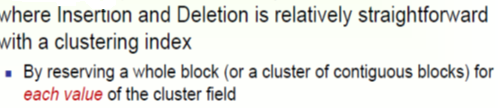 where Insertion and Deletion is relatively straightforward
with a clustering index
▪ By reserving a whole block (or a cluster of contiguous blocks) for
each value of the cluster field